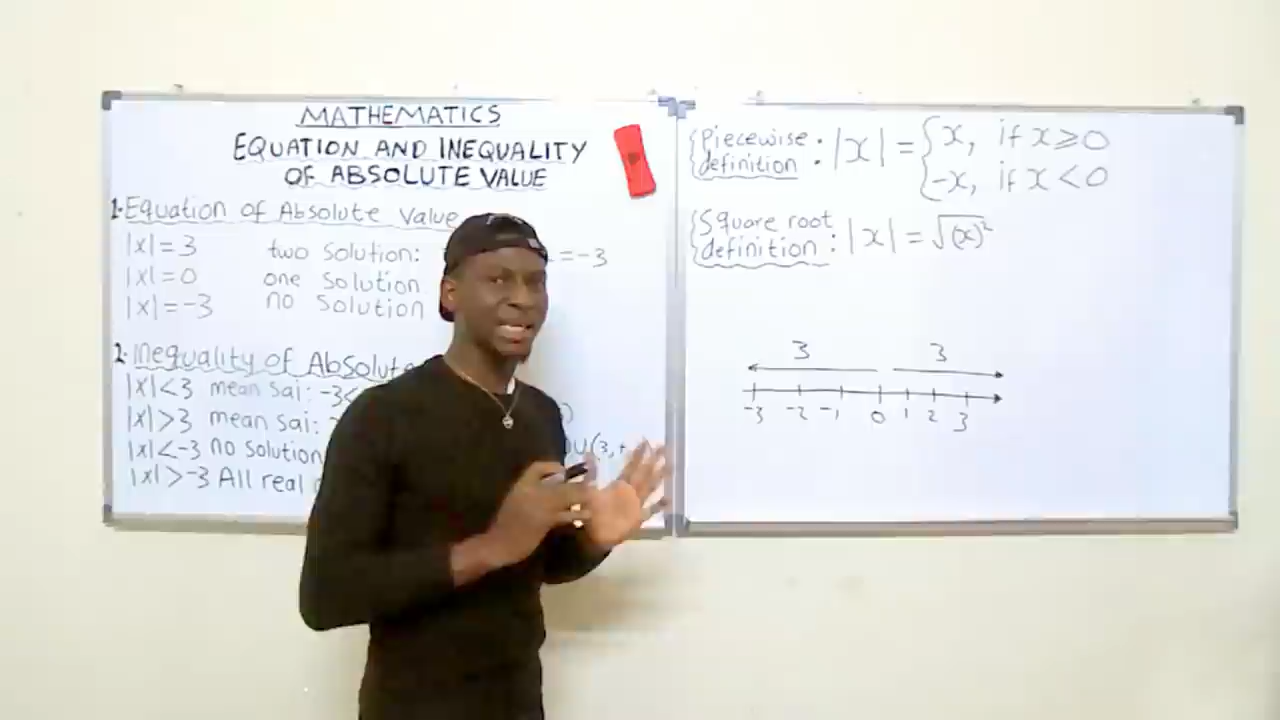 MATHEMATICS
EQUATION AND INEQUALITY
OF ABSOLUTE VALUE
1. Equation of Absolute Value
|x| = 3 two solution: = -3
|x| = 0 one solution
|x| = -3 no solution
2. Inequality of Absolute
|x| < 3 mean sai: -3<
|x| > 3 mean sai:
|x| < -3 no solution U(3, +
|x| > -3 All real
Piecewise definition: |x| = { x, if x ⩾ 0
-x, if x < 0
Square root
definition: |x| = √(x)²
3 3
-3 -2 -1 0 1 2 3